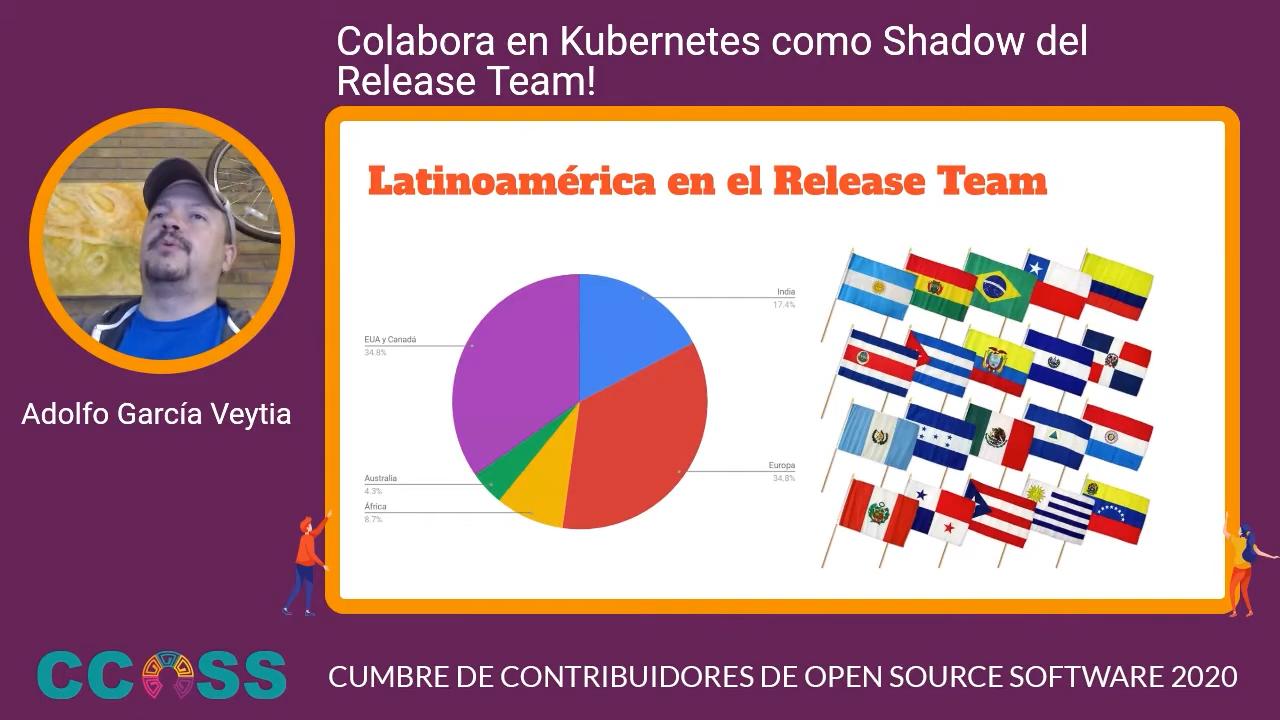 Colabora en Kubernetes como Shadow del
Release Team!
Latinoamérica en el Release Team
India
17.4%
EUA y Canadá
34.8%
Europa
34.8%
Australia
4.3%
África
8.7%
Adolfo García Veytia
CCOSS
CUMBRE DE CONTRIBUIDORES DE OPEN SOURCE SOFTWARE 2020